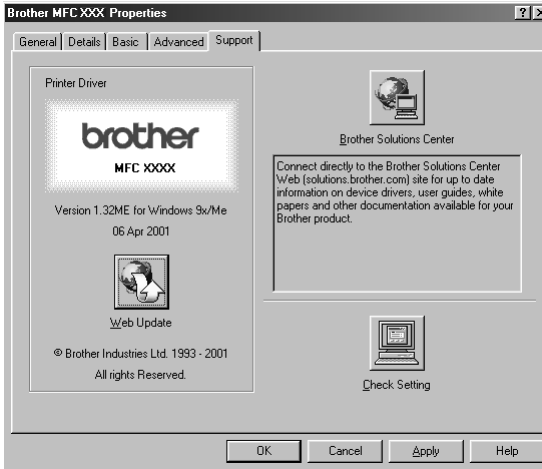 Brother MFC XXX Properties
General Details Basic Advanced Support
Printer Driver
brother
MFC XXXX
Version 1.32ME for Windows 9x/Me
06 Apr 2001
Web Update
© Brother Industries Ltd. 1993 - 2001
All rights Reserved.
Brother Solutions Center
Connect directly to the Brother Solutions Center
Web (solutions.brother.com) site for up to date
information on device drivers, user guides, white
papers and other documentation available for your
Brother product.
Check Setting
OK Cancel Apply Help